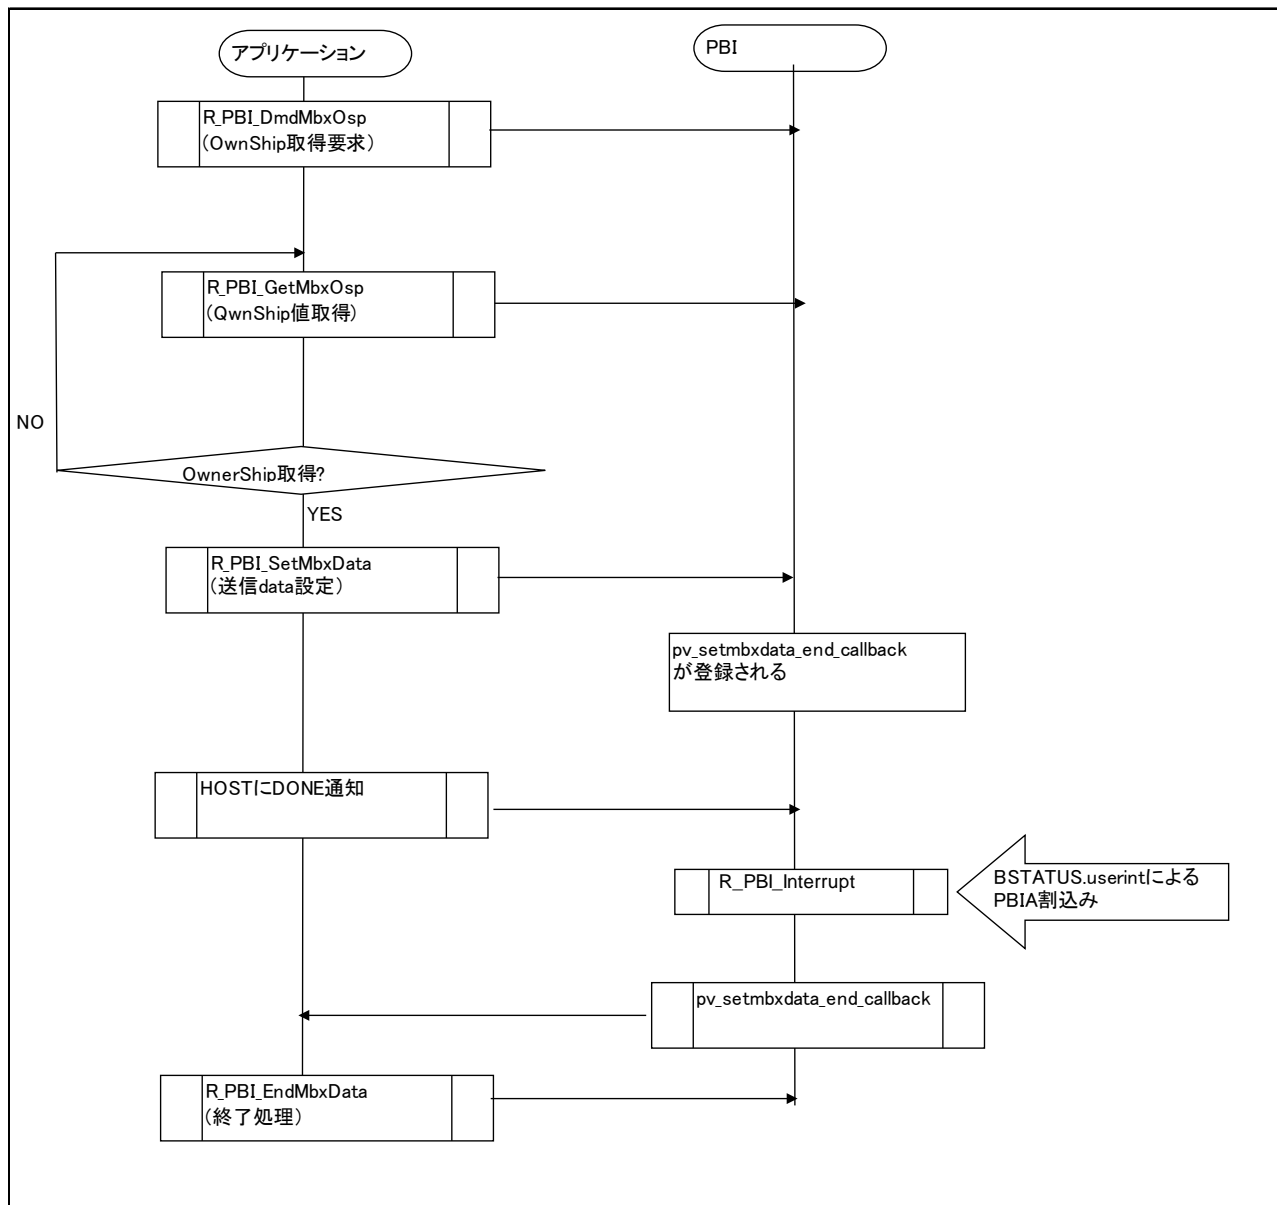 アプリケーション
PBI
R_PBI_DmdMbxOsp
(OwnShip取得要求)
R_PBI_GetMbxOsp
(QwnShip値取得)
NO
OwnerShip取得?
YES
R_PBI_SetMbxData
(送信data設定)
pv_setmbxdata_end_callback
が登録される
HOSTにDONE通知
R_PBI_Interrupt
BSTATUS.userintによる
PBIA割込み
pv_setmbxdata_end_callback
R_PBI_EndMbxData
(終了処理)